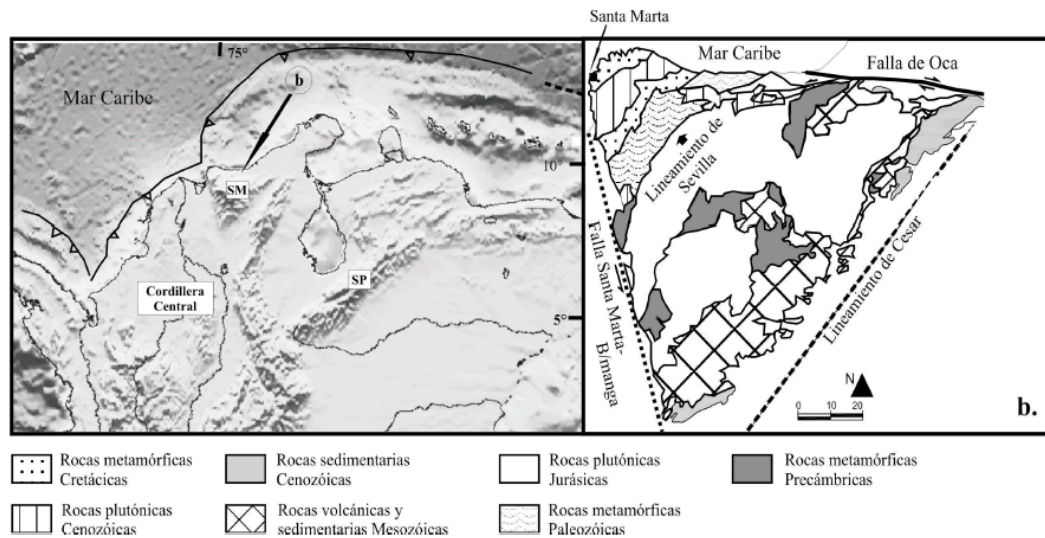 Santa Marta
75°
b
Mar Caribe
Mar Caribe
Falla de Oca
10°
SM
Lineamiento de
Sevilla
SP
Cordillera
Central
5°
Falla Santa Marta-
B/manga
Lineamiento de Cesar
N
0 10 20
b.
Rocas metamórficas
Cretácicas
Rocas sedimentarias
Cenozóicas
Rocas plutónicas
Jurásicas
Rocas metamórficas
Precámbricas
Rocas plutónicas
Cenozóicas
Rocas volcánicas y
sedimentarias Mesozóicas
Rocas metamórficas
Paleozóicas